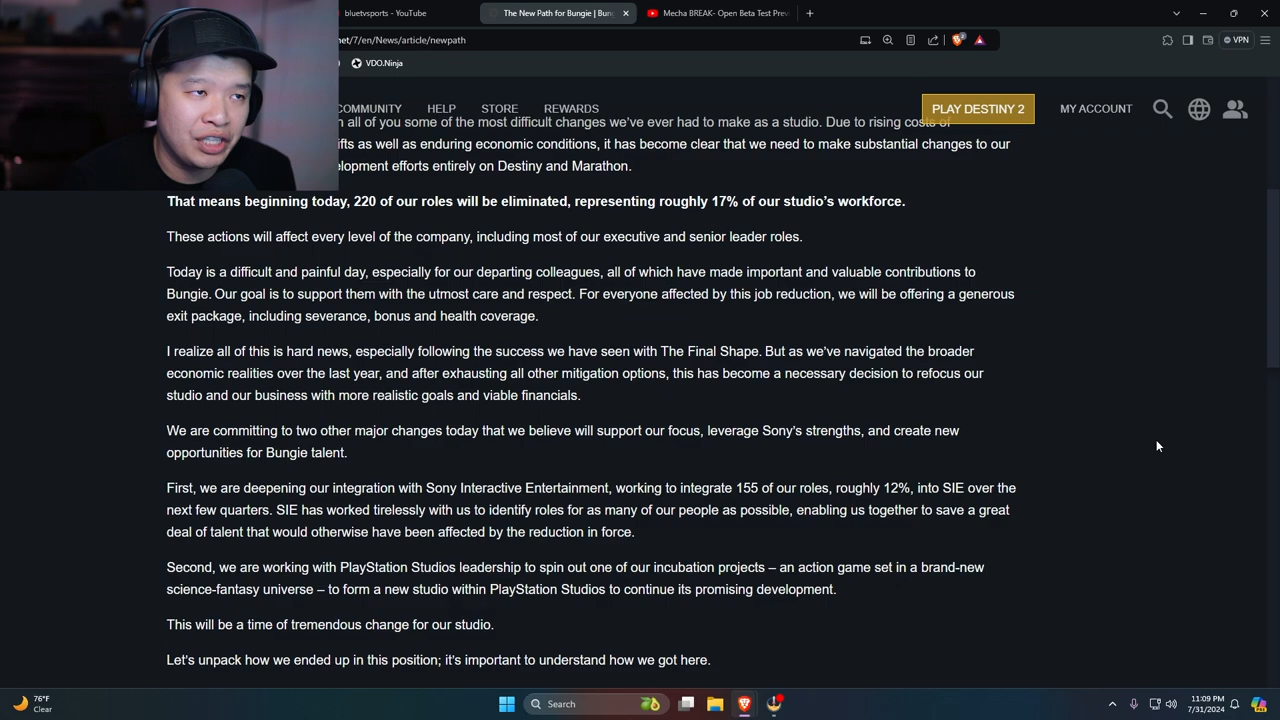 bluetvsports - YouTube
The New Path for Bungie | Bun
Mecha BREAK- Open Beta Test Prev
net/7/en/News/article/newpath
VPN
VDO.Ninja
COMMUNITY HELP STORE REWARDS PLAY DESTINY 2 MY ACCOUNT
all of you some of the most difficult changes we've ever had to make as a studio. Due to rising costs of
ifts as well as enduring economic conditions, it has become clear that we need to make substantial changes to our
elopment efforts entirely on Destiny and Marathon.
That means beginning today, 220 of our roles will be eliminated, representing roughly 17% of our studio's workforce.
These actions will affect every level of the company, including most of our executive and senior leader roles.
Today is a difficult and painful day, especially for our departing colleagues, all of which have made important and valuable contributions to
Bungie. Our goal is to support them with the utmost care and respect. For everyone affected by this job reduction, we will be offering a generous
exit package, including severance, bonus and health coverage.
I realize all of this is hard news, especially following the success we have seen with The Final Shape. But as we've navigated the broader
economic realities over the last year, and after exhausting all other mitigation options, this has become a necessary decision to refocus our
studio and our business with more realistic goals and viable financials.
We are committing to two other major changes today that we believe will support our focus, leverage Sony's strengths, and create new
opportunities for Bungie talent.
First, we are deepening our integration with Sony Interactive Entertainment, working to integrate 155 of our roles, roughly 12%, into SIE over the
next few quarters. SIE has worked tirelessly with us to identify roles for as many of our people as possible, enabling us together to save a great
deal of talent that would otherwise have been affected by the reduction in force.
Second, we are working with PlayStation Studios leadership to spin out one of our incubation projects – an action game set in a brand-new
science-fantasy universe – to form a new studio within PlayStation Studios to continue its promising development.
This will be a time of tremendous change for our studio.
Let's unpack how we ended up in this position; it's important to understand how we got here.
76°F
Clear
Search
11:09 PM
7/31/2024